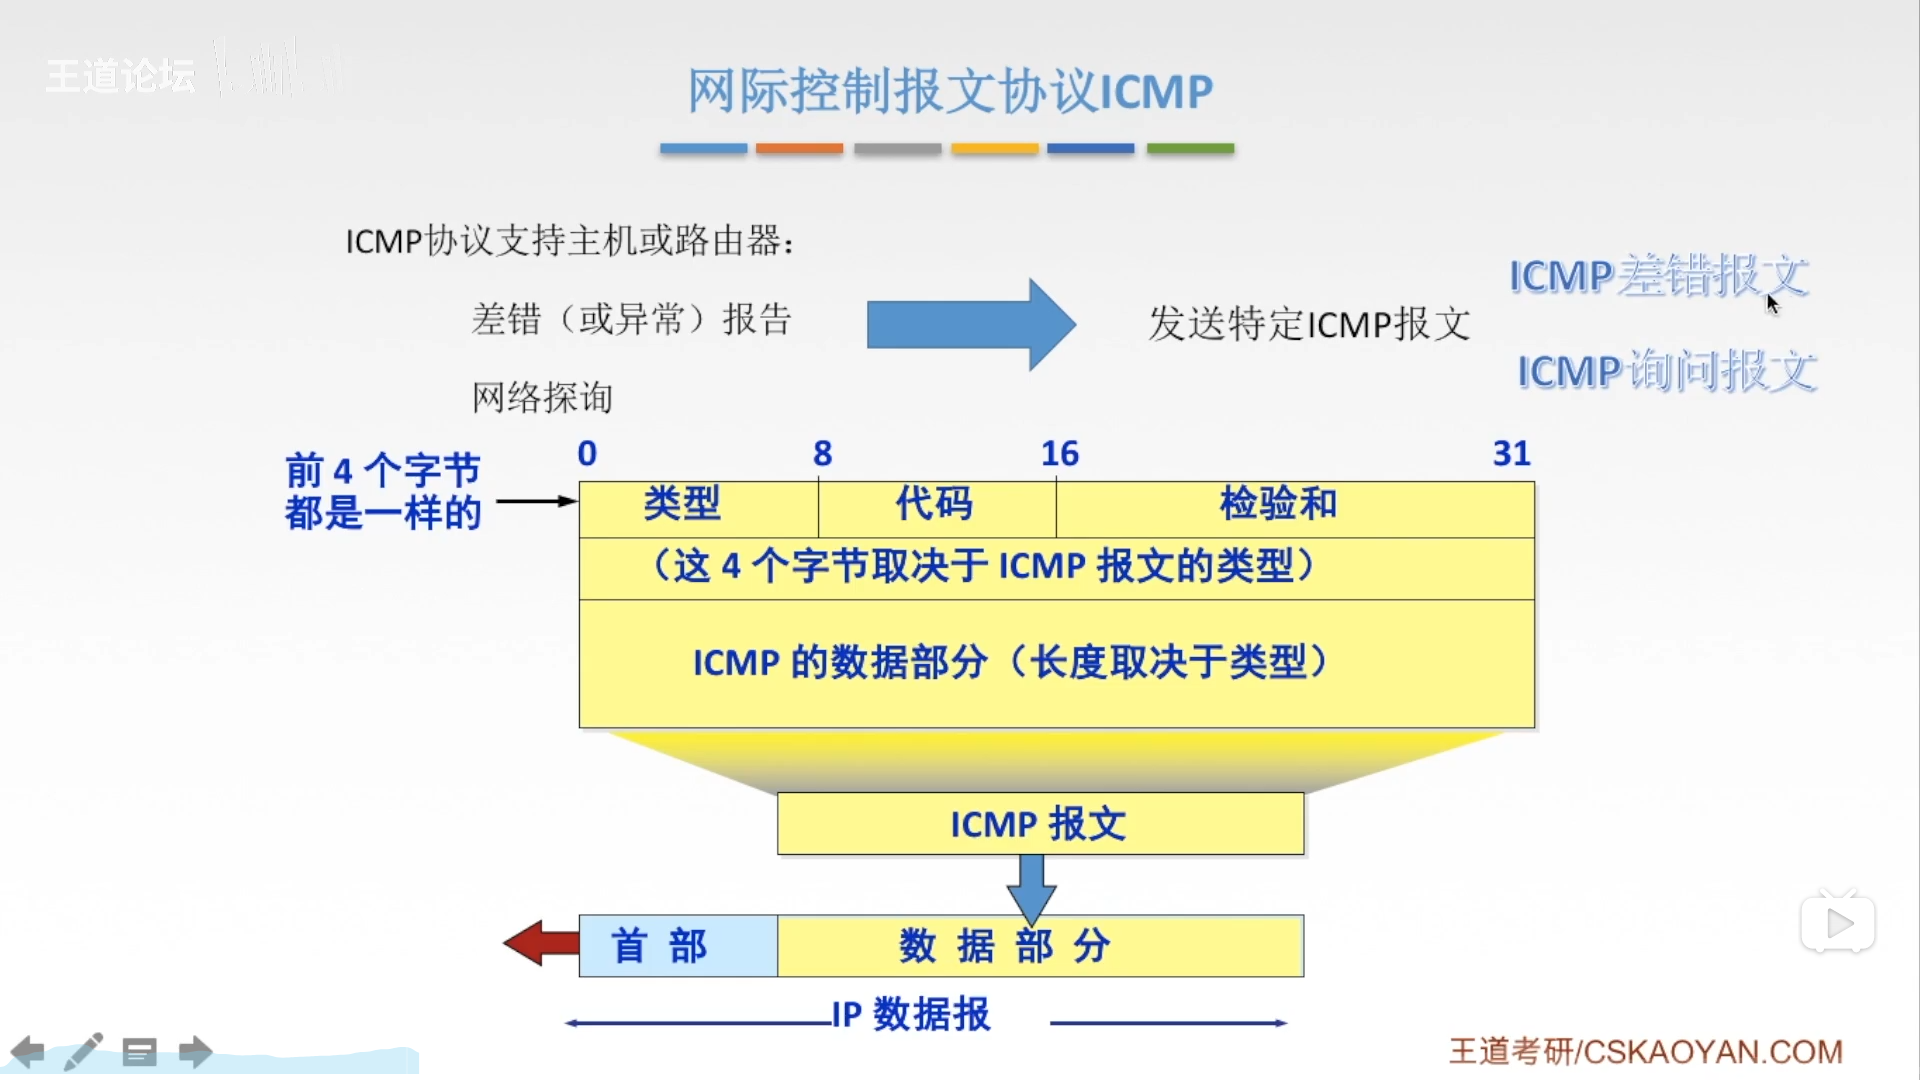 王道论坛
网际控制报文协议ICMP
ICMP协议支持主机或路由器：
差错（或异常）报告
网络探询
发送特定ICMP报文
ICMP差错报文
ICMP询问报文
前 4 个字节
都是一样的
0 8 16 31
类型 代码 检验和
（这 4 个字节取决于 ICMP 报文的类型）
ICMP 的数据部分（长度取决于类型）
ICMP 报文
首 部 数 据 部 分
IP 数据报
王道考研/CSKAOYAN.COM